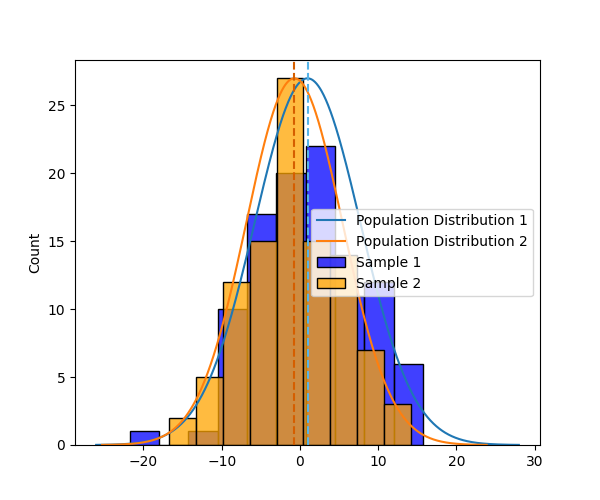 25
20
15
10
5
0
Count
Population Distribution 1
Population Distribution 2
Sample 1
Sample 2
−20
−10
0
10
20
30